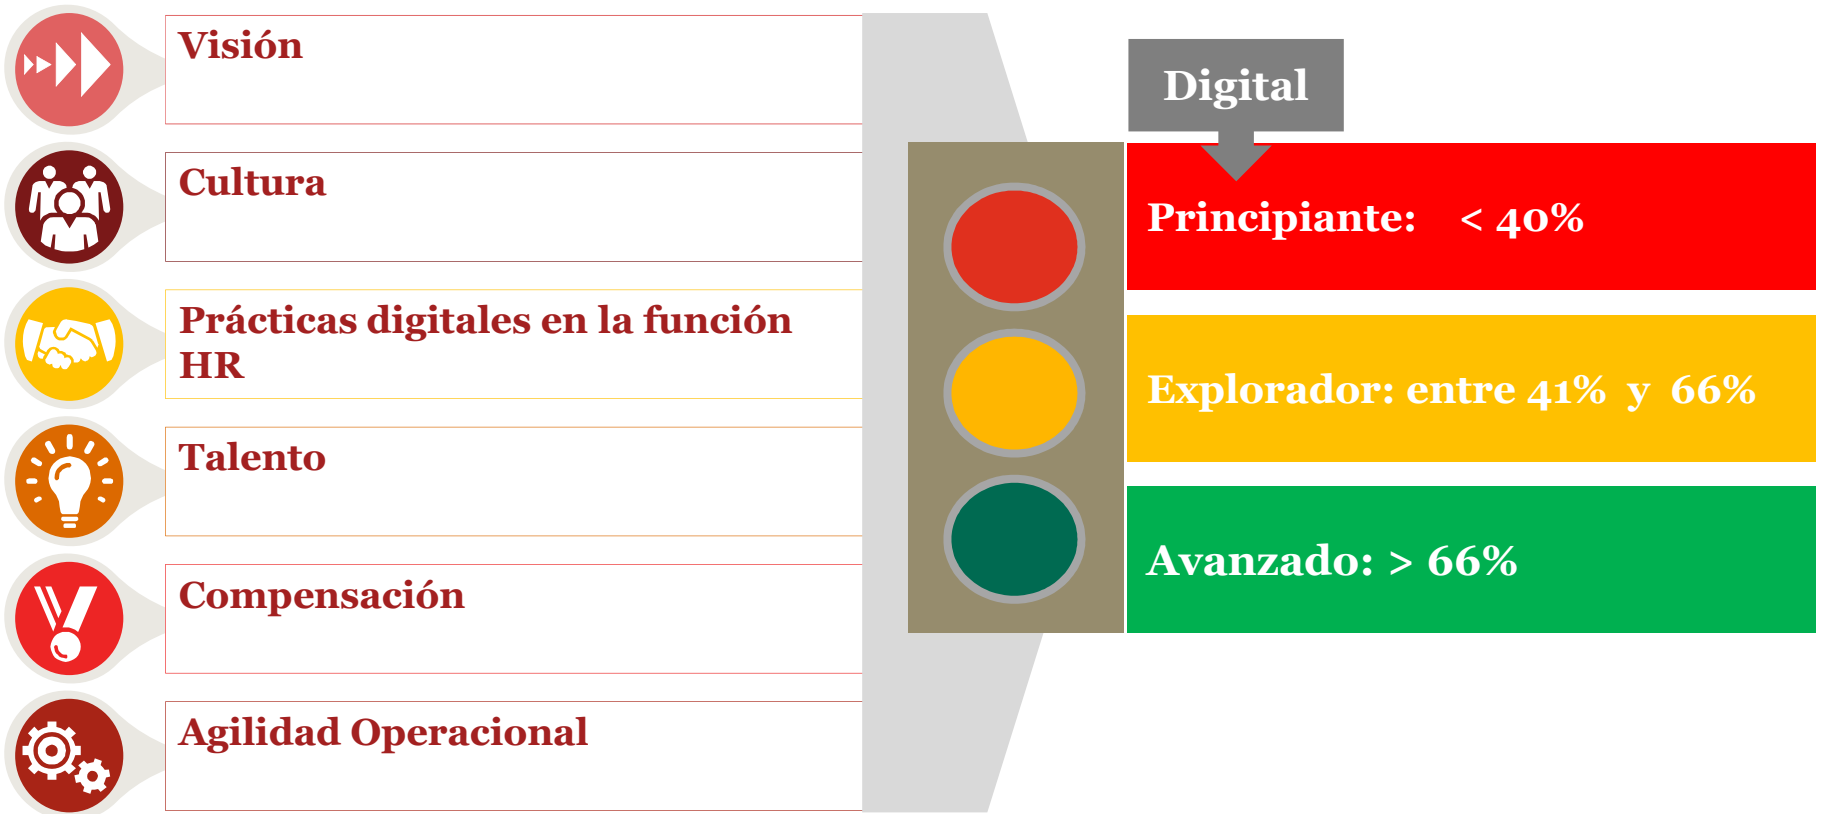 Visión
Cultura
Prácticas digitales en la función
HR
Talento
Compensación
Agilidad Operacional
Digital
Principiante: < 40%
Explorador: entre 41% y 66%
Avanzado: > 66%